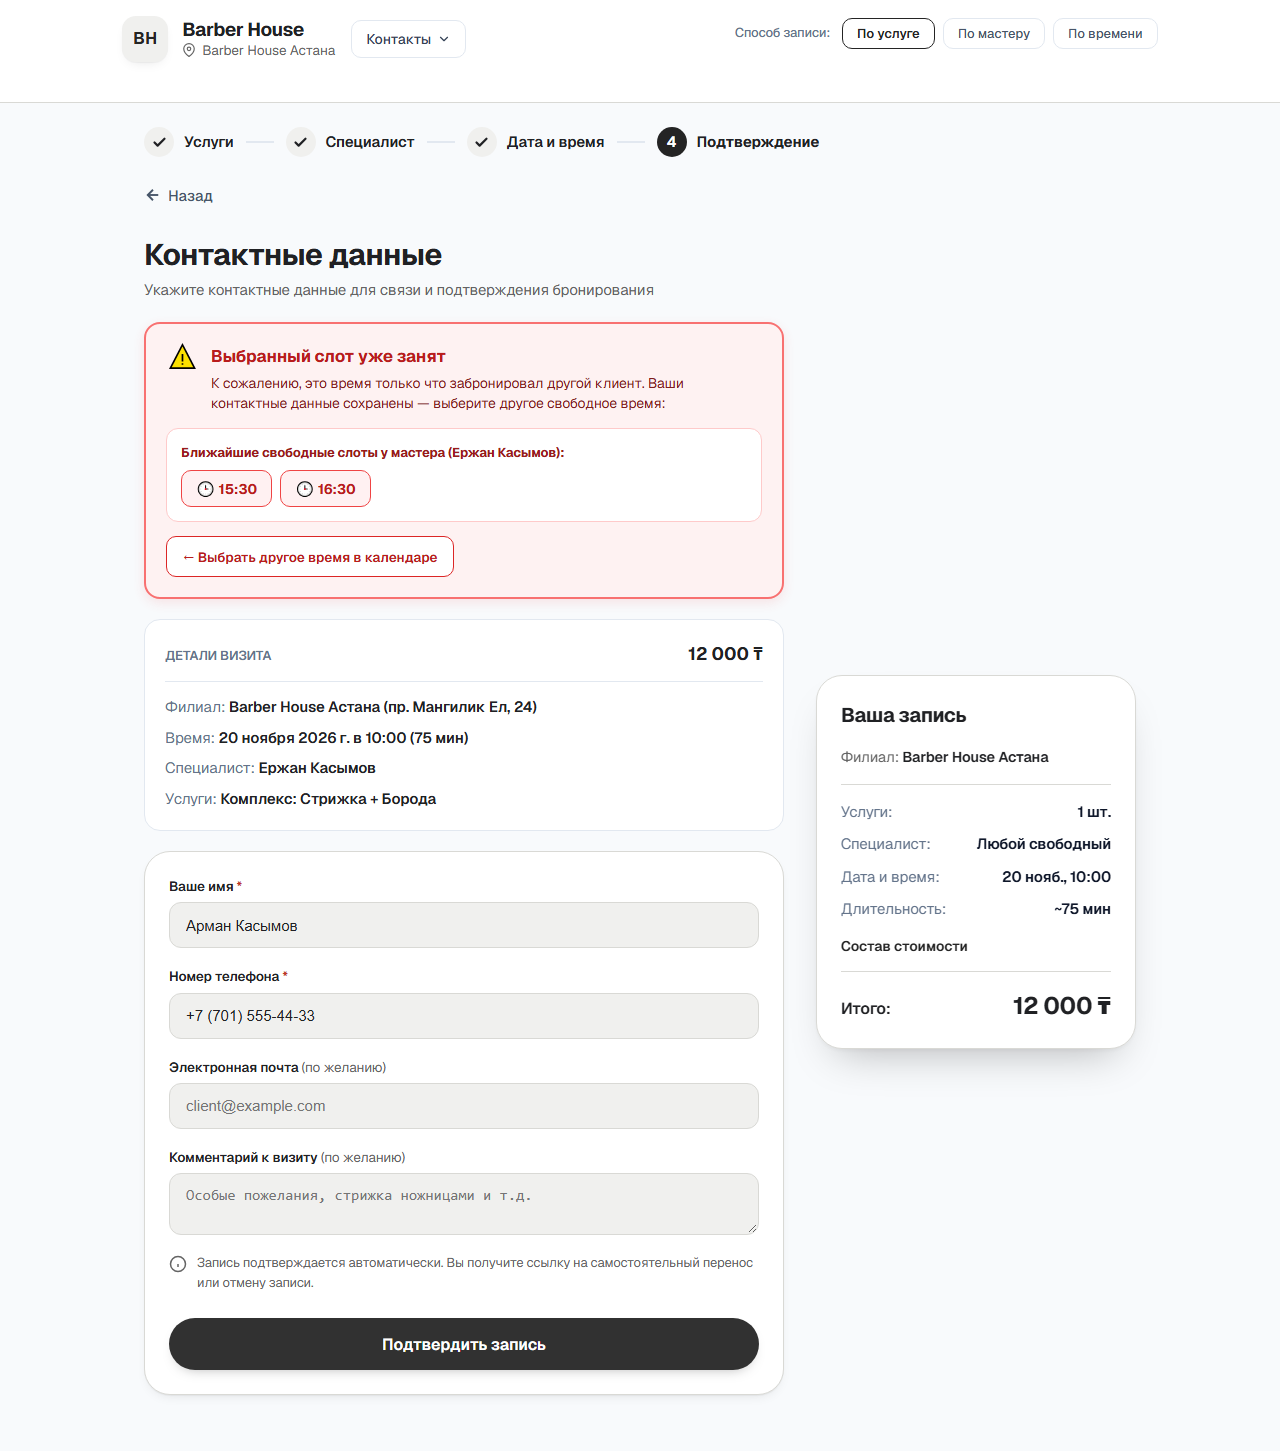 BH
Barber House
Barber House Астана
Контакты
Способ записи:
По услуге
По мастеру
По времени
Услуги
Специалист
Дата и время
4
Подтверждение
Назад
Контактные данные
Укажите контактные данные для связи и подтверждения бронирования
Выбранный слот уже занят
К сожалению, это время только что забронировал другой клиент. Ваши
контактные данные сохранены — выберите другое свободное время:
Ближайшие свободные слоты у мастера (Ержан Касымов):
15:30
16:30
← Выбрать другое время в календаре
ДЕТАЛИ ВИЗИТА
12 000 ₸
Филиал: Barber House Астана (пр. Мангилик Ел, 24)
Время: 20 ноября 2026 г. в 10:00 (75 мин)
Специалист: Ержан Касымов
Услуги: Комплекс: Стрижка + Борода
Ваше имя *
Арман Касымов
Номер телефона *
+7 (701) 555-44-33
Электронная почта (по желанию)
client@example.com
Комментарий к визиту (по желанию)
Особые пожелания, стрижка ножницами и т.д.
Запись подтверждается автоматически. Вы получите ссылку на самостоятельный перенос
или отмену записи.
Подтвердить запись
Ваша запись
Филиал: Barber House Астана
Услуги: 1 шт.
Специалист: Любой свободный
Дата и время: 20 нояб., 10:00
Длительность: ~75 мин
Состав стоимости
Итого: 12 000 ₸